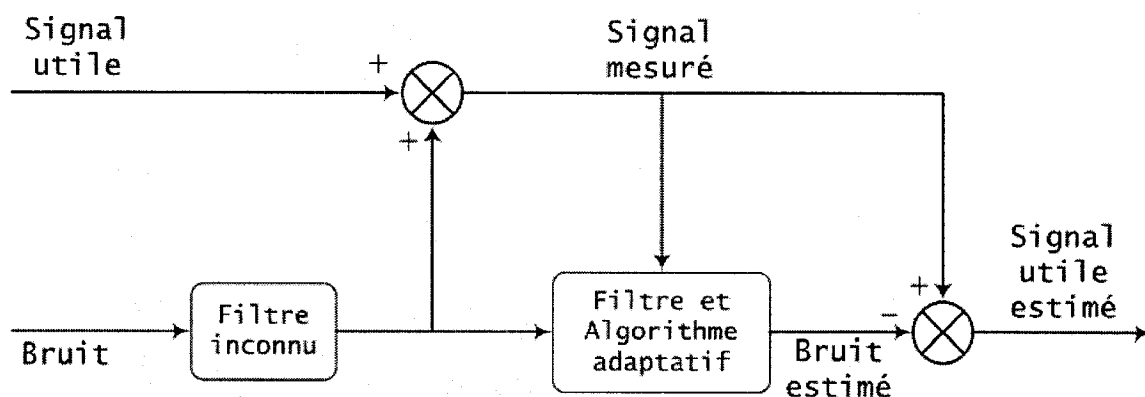 Signal
utile
+
+
Signal
mesuré
Bruit
Filtre
inconnu
Filtre et
Algorithme
adaptatif
−
+
Bruit
estimé
Signal
utile
estimé